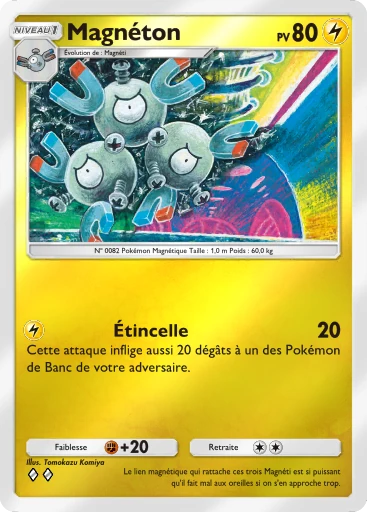 NIVEAU 1
Magnéton
PV 80
Évolution de : Magnéti
N° 0082 Pokémon Magnétique Taille : 1,0 m Poids : 60,0 kg
Étincelle 20
Cette attaque inflige aussi 20 dégâts à un des Pokémon
de Banc de votre adversaire.
Faiblesse +20 Retraite
Illus. Tomokazu Komiya
Le lien magnétique qui rattache ces trois Magnéti est si puissant
qu'il fait mal aux oreilles si on s'en approche trop.